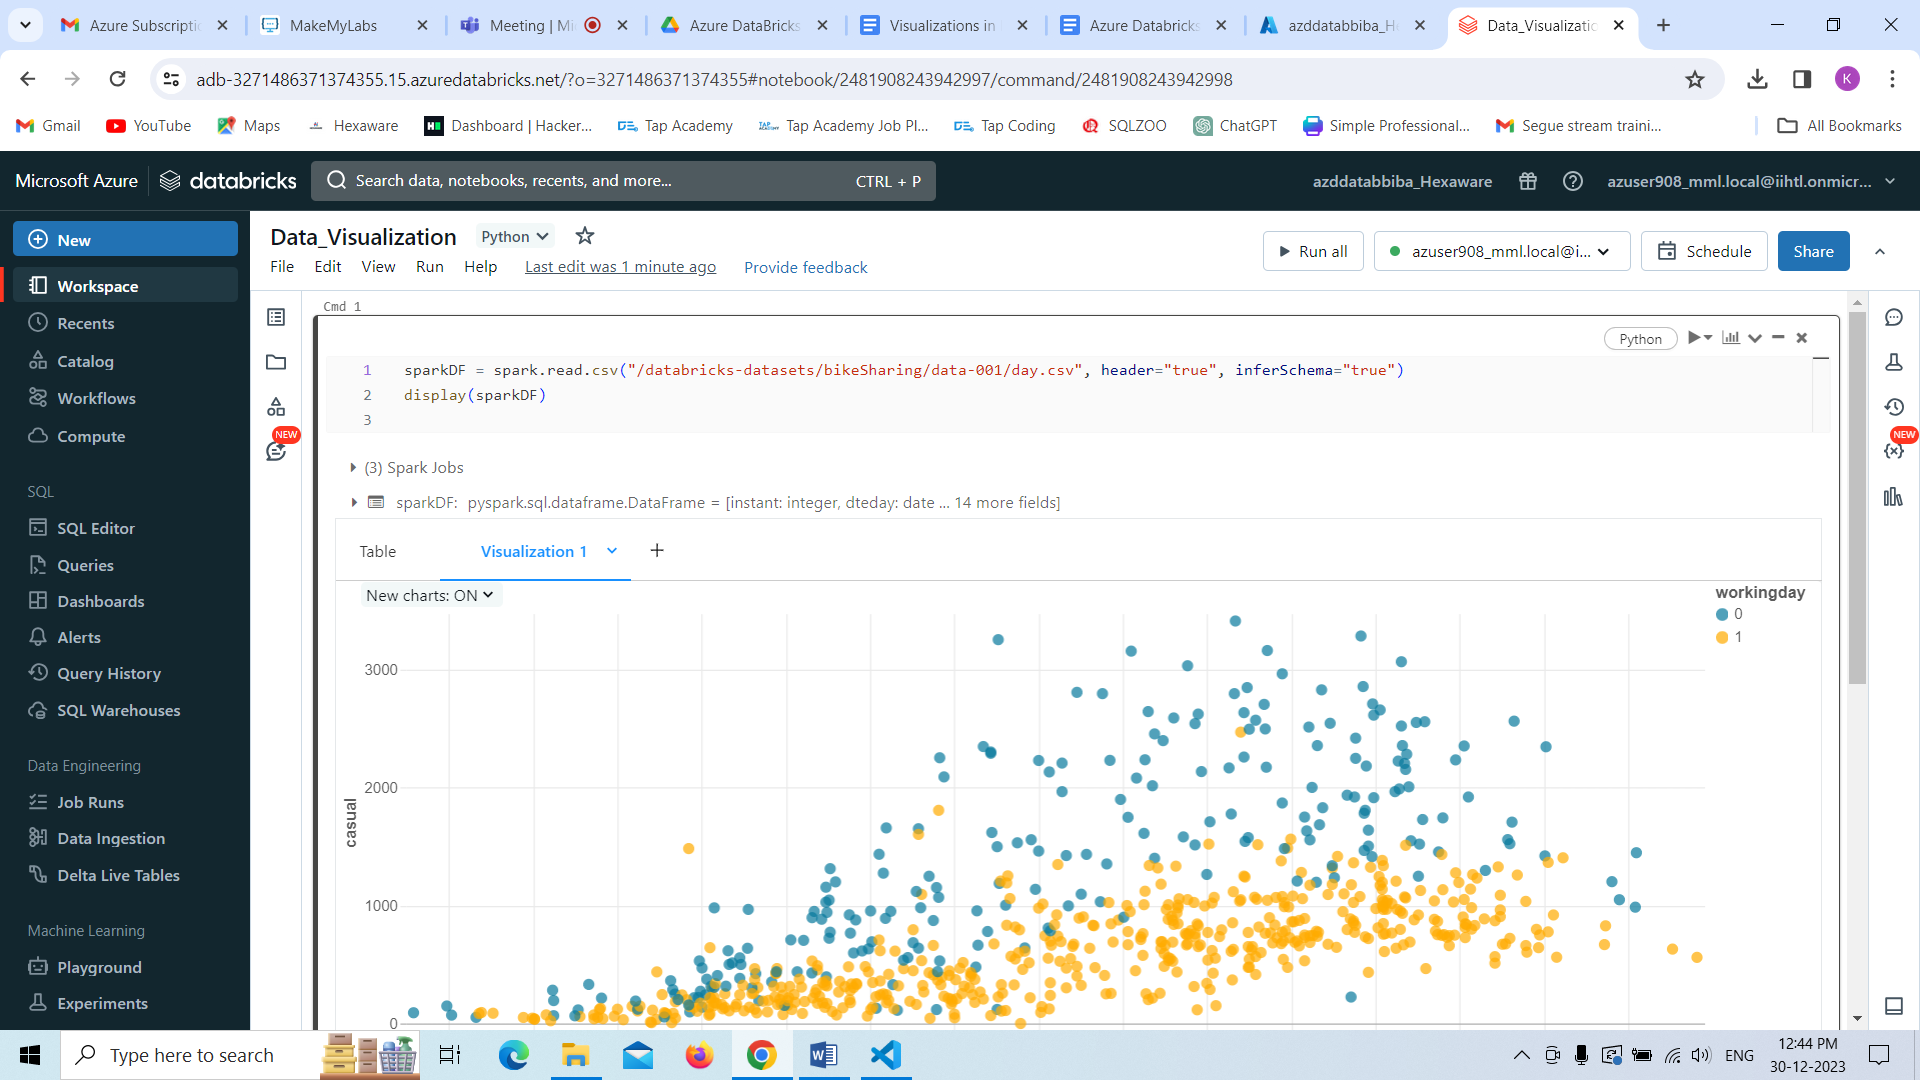 Azure Subscriptio
MakeMyLabs
Meeting | Mi
Azure DataBricks
Visualizations in
Azure Databricks
azddatabbiba_He
Data_Visualizatio
adb-3271486371374355.15.azuredatabricks.net/?o=3271486371374355#notebook/2481908243942997/command/2481908243942998
K
Gmail
YouTube
Maps
Hexaware
Dashboard | Hacker...
Tap Academy
Tap Academy Job Pl...
Tap Coding
SQLZOO
ChatGPT
Simple Professional...
Segue stream traini...
All Bookmarks
Microsoft Azure
databricks
Search data, notebooks, recents, and more...
CTRL + P
azddatabbiba_Hexaware
azuser908_mml.local@iihtl.onmicr...
New
Workspace
Recents
Catalog
Workflows
Compute
SQL
SQL Editor
Queries
Dashboards
Alerts
Query History
SQL Warehouses
Data Engineering
Job Runs
Data Ingestion
Delta Live Tables
Machine Learning
Playground
Experiments
Data_Visualization
Python
File Edit View Run Help Last edit was 1 minute ago Provide feedback
Run all
azuser908_mml.local@i...
Schedule
Share
NEW
NEW
Cmd 1
Python
1 sparkDF = spark.read.csv("/databricks-datasets/bikeSharing/data-001/day.csv", header="true", inferSchema="true")
2 display(sparkDF)
3
(3) Spark Jobs
sparkDF: pyspark.sql.dataframe.DataFrame = [instant: integer, dteday: date ... 14 more fields]
Table
Visualization 1
+
New charts: ON
workingday
0
1
3000
2000
1000
0
casual
Type here to search
ENG
12:44 PM
30-12-2023